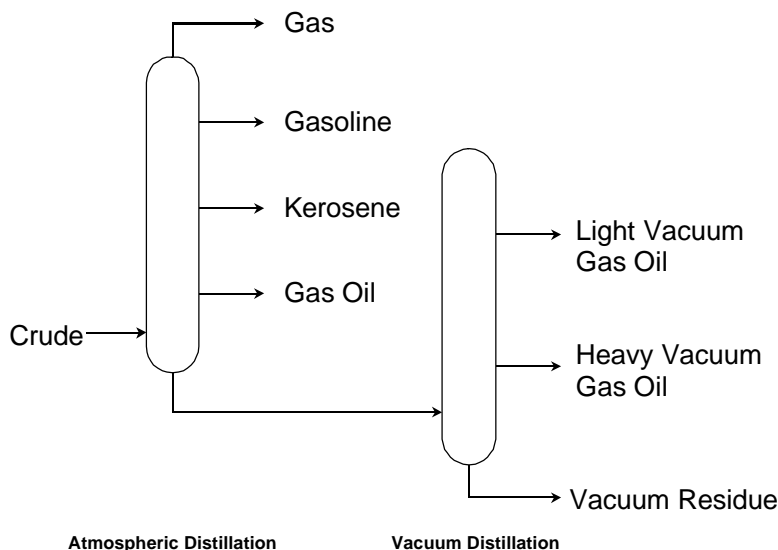 Gas
Gasoline
Kerosene
Gas Oil
Crude
Light Vacuum
Gas Oil
Heavy Vacuum
Gas Oil
Vacuum Residue
Atmospheric Distillation
Vacuum Distillation